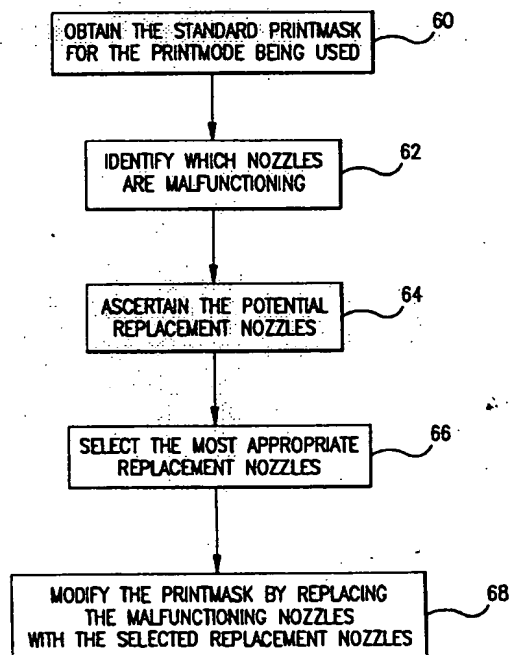 OBTAIN THE STANDARD PRINTMASK
FOR THE PRINTMODE BEING USED
60
IDENTIFY WHICH NOZZLES
ARE MALFUNCTIONING
62
ASCERTAIN THE POTENTIAL
REPLACEMENT NOZZLES
64
SELECT THE MOST APPROPRIATE
REPLACEMENT NOZZLES
66
MODIFY THE PRINTMASK BY REPLACING
THE MALFUNCTIONING NOZZLES
WITH THE SELECTED REPLACEMENT NOZZLES
68